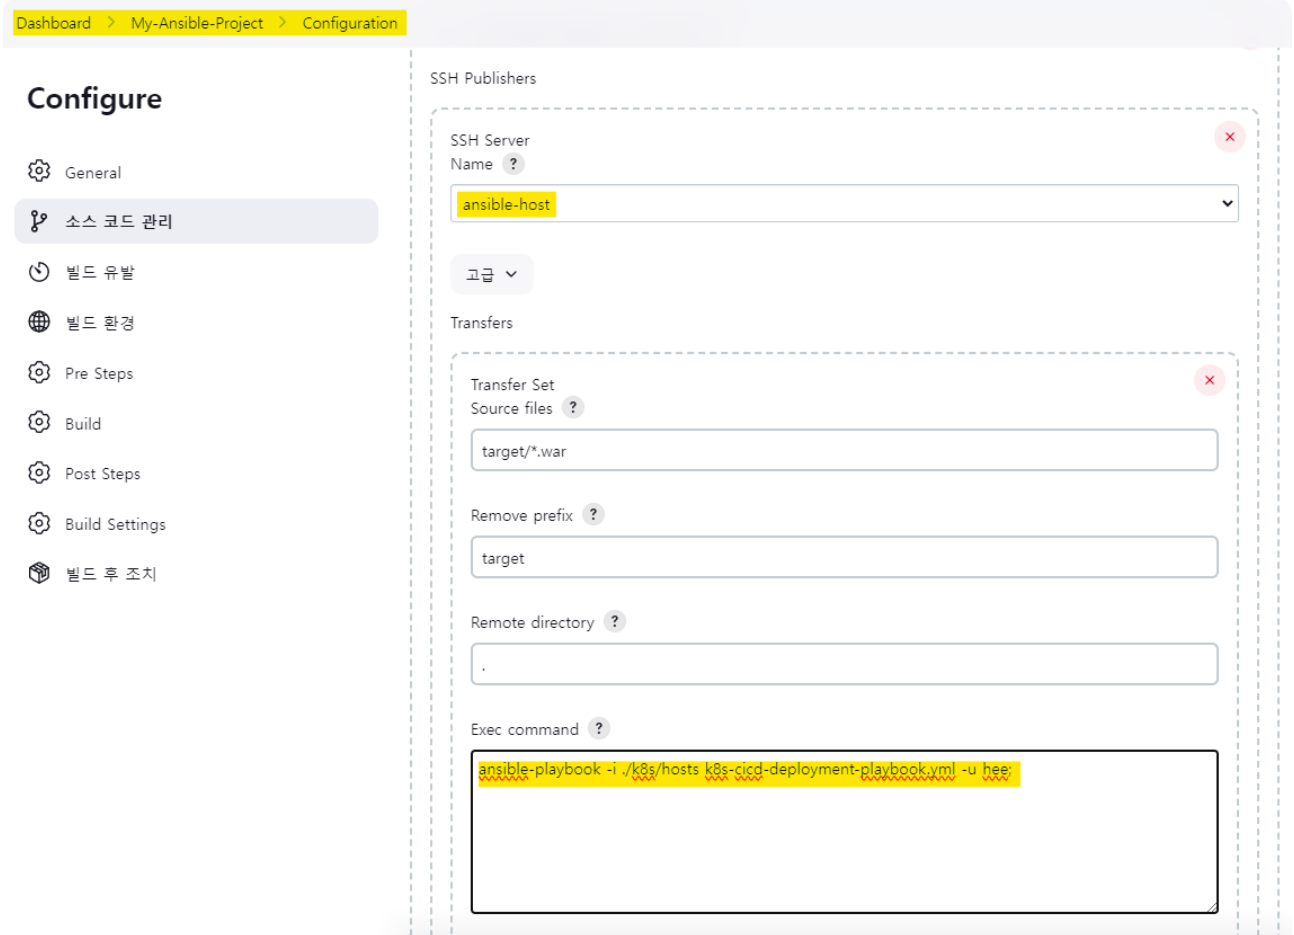 Dashboard > My-Ansible-Project > Configuration
Configure
General
소스 코드 관리
빌드 유발
빌드 환경
Pre Steps
Build
Post Steps
Build Settings
빌드 후 조치
SSH Publishers
SSH Server
Name ?
ansible-host
고급
Transfers
Transfer Set
Source files ?
target/*.war
Remove prefix ?
target
Remote directory ?
.
Exec command ?
ansible-playbook -i ./k8s/hosts k8s-cicd-deployment-playbook.yml -u hee;